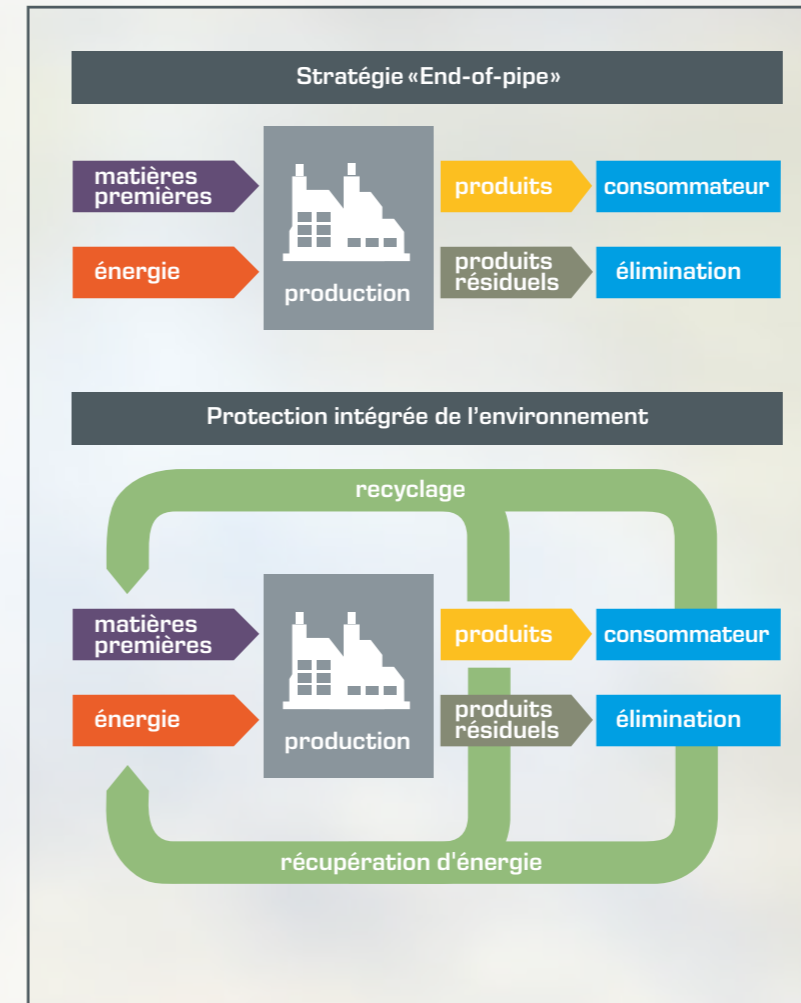 Stratégie «End-of-pipe»
matières
premières
produits
consommateur
énergie
produits
résiduels
élimination
production
Protection intégrée de l'environnement
recyclage
matières
premières
produits
consommateur
énergie
produits
résiduels
élimination
production
récupération d'énergie